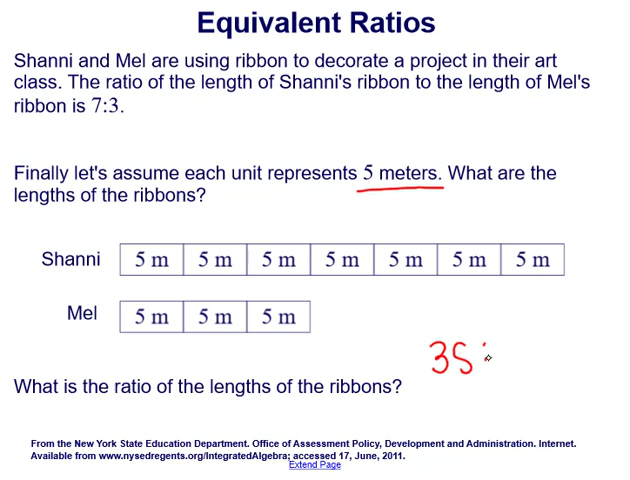 Equivalent Ratios
Shanni and Mel are using ribbon to decorate a project in their art
class. The ratio of the length of Shanni's ribbon to the length of Mel's
ribbon is 7:3.
Finally let's assume each unit represents 5 meters. What are the
lengths of the ribbons?
Shanni 5 m 5 m 5 m 5 m 5 m 5 m 5 m
Mel 5 m 5 m 5 m
35:
What is the ratio of the lengths of the ribbons?
From the New York State Education Department. Office of Assessment Policy, Development and Administration. Internet.
Available from www.nysedregents.org/IntegratedAlgebra; accessed 17, June, 2011.
Extend Page